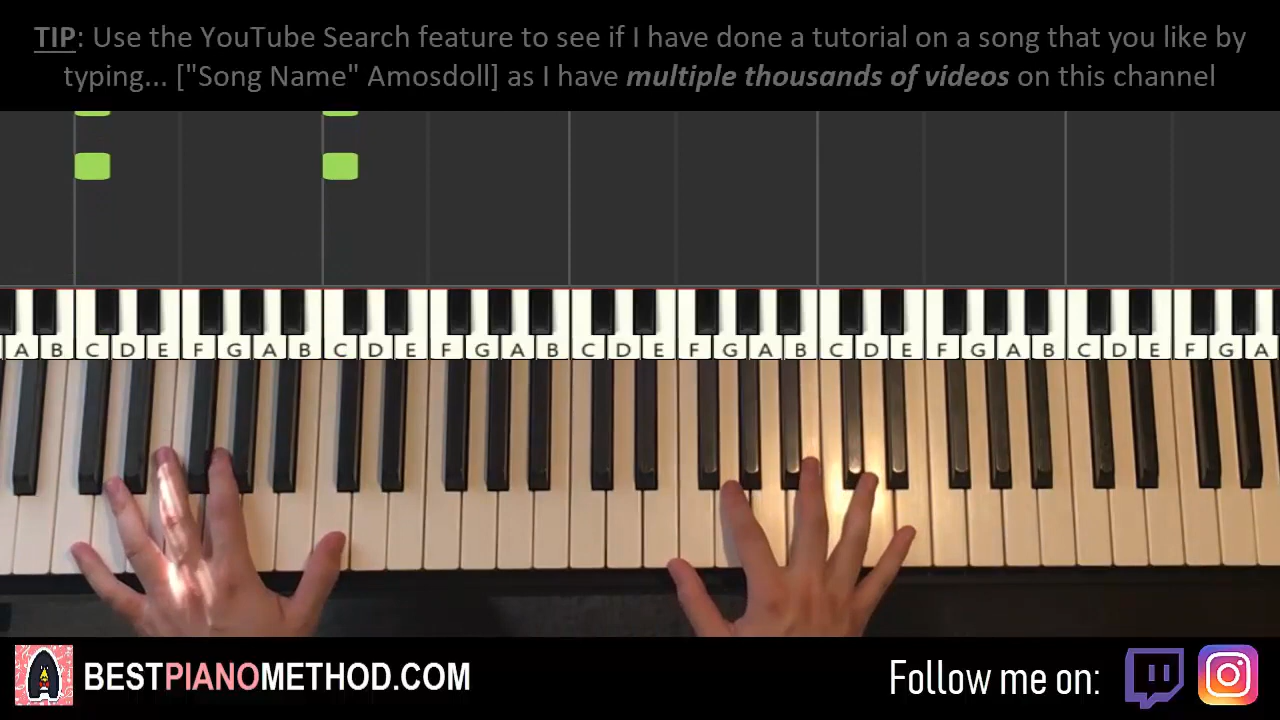 TIP: Use the YouTube Search feature to see if I have done a tutorial on a song that you like by
typing... ["Song Name" Amosdoll] as I have multiple thousands of videos on this channel
A B C D E F G A B C D E F G A B C D E F G A B C D E F G A B C D E F G A
BESTPIANOMETHOD.COM
Follow me on: